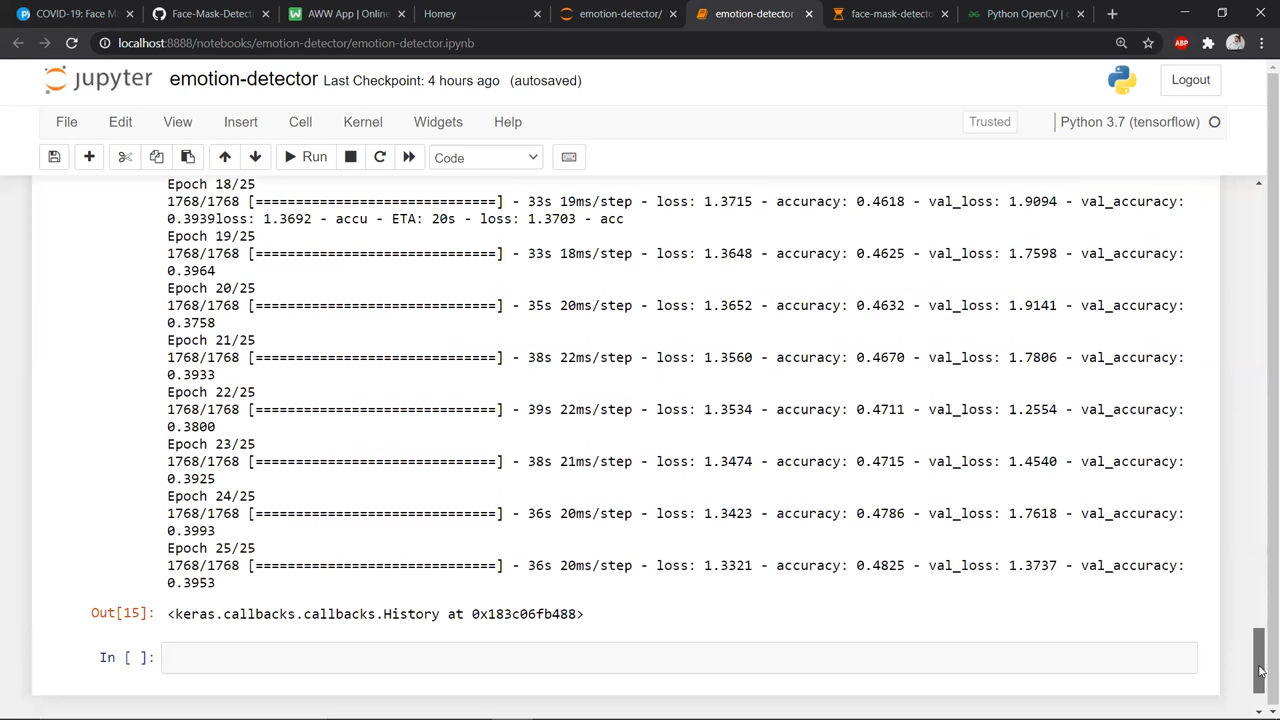 COVID-19: Face M
Face-Mask-Detect
AWW App | Online
Homey
emotion-detector/
emotion-detector
face-mask-detecto
Python OpenCV | c
localhost:8888/notebooks/emotion-detector/emotion-detector.ipynb
ABP
jupyter emotion-detector Last Checkpoint: 4 hours ago (autosaved)
Logout
File Edit View Insert Cell Kernel Widgets Help
Trusted
Python 3.7 (tensorflow)
Run
Code
Epoch 18/25
1768/1768 [==============================] - 33s 19ms/step - loss: 1.3715 - accuracy: 0.4618 - val_loss: 1.9094 - val_accuracy:
0.3939loss: 1.3692 - accu - ETA: 20s - loss: 1.3703 - acc
Epoch 19/25
1768/1768 [==============================] - 33s 18ms/step - loss: 1.3648 - accuracy: 0.4625 - val_loss: 1.7598 - val_accuracy:
0.3964
Epoch 20/25
1768/1768 [==============================] - 35s 20ms/step - loss: 1.3652 - accuracy: 0.4632 - val_loss: 1.9141 - val_accuracy:
0.3758
Epoch 21/25
1768/1768 [==============================] - 38s 22ms/step - loss: 1.3560 - accuracy: 0.4670 - val_loss: 1.7806 - val_accuracy:
0.3933
Epoch 22/25
1768/1768 [==============================] - 39s 22ms/step - loss: 1.3534 - accuracy: 0.4711 - val_loss: 1.2554 - val_accuracy:
0.3800
Epoch 23/25
1768/1768 [==============================] - 38s 21ms/step - loss: 1.3474 - accuracy: 0.4715 - val_loss: 1.4540 - val_accuracy:
0.3925
Epoch 24/25
1768/1768 [==============================] - 36s 20ms/step - loss: 1.3423 - accuracy: 0.4786 - val_loss: 1.7618 - val_accuracy:
0.3993
Epoch 25/25
1768/1768 [==============================] - 36s 20ms/step - loss: 1.3321 - accuracy: 0.4825 - val_loss: 1.3737 - val_accuracy:
0.3953
Out[15]: <keras.callbacks.callbacks.History at 0x183c06fb488>
In [ ]: